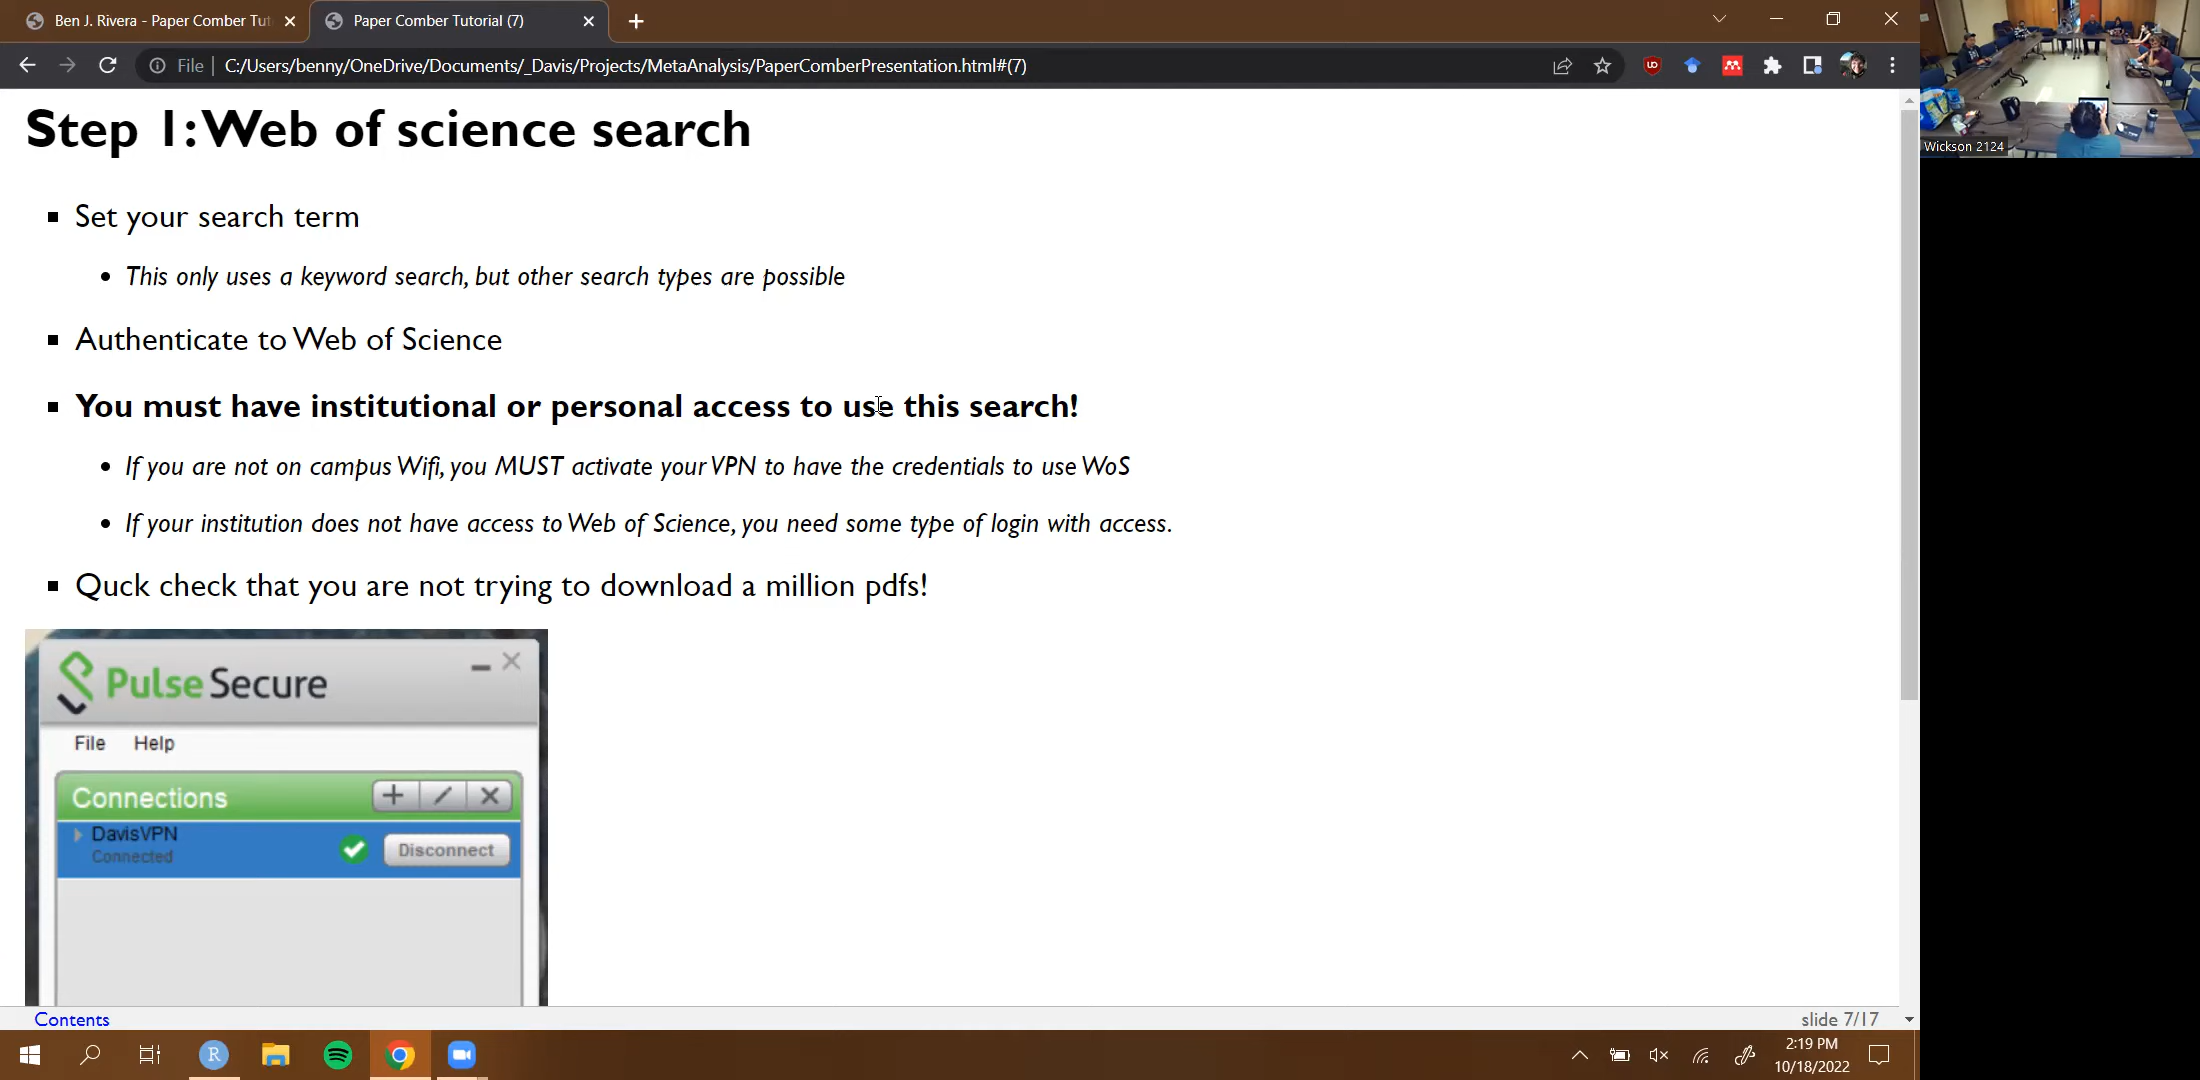 Ben J. Rivera - Paper Comber Tut
Paper Comber Tutorial (7)
File
C:/Users/benny/OneDrive/Documents/_Davis/Projects/MetaAnalysis/PaperComberPresentation.html#(7)
Wickson 2124
Step 1: Web of science search
Set your search term
This only uses a keyword search, but other search types are possible
Authenticate to Web of Science
You must have institutional or personal access to use this search!
If you are not on campus Wifi, you MUST activate your VPN to have the credentials to use WoS
If your institution does not have access to Web of Science, you need some type of login with access.
Quck check that you are not trying to download a million pdfs!
Pulse Secure
File Help
Connections
DavisVPN
Connected
Disconnect
Contents
slide 7/17
R
2:19 PM
10/18/2022